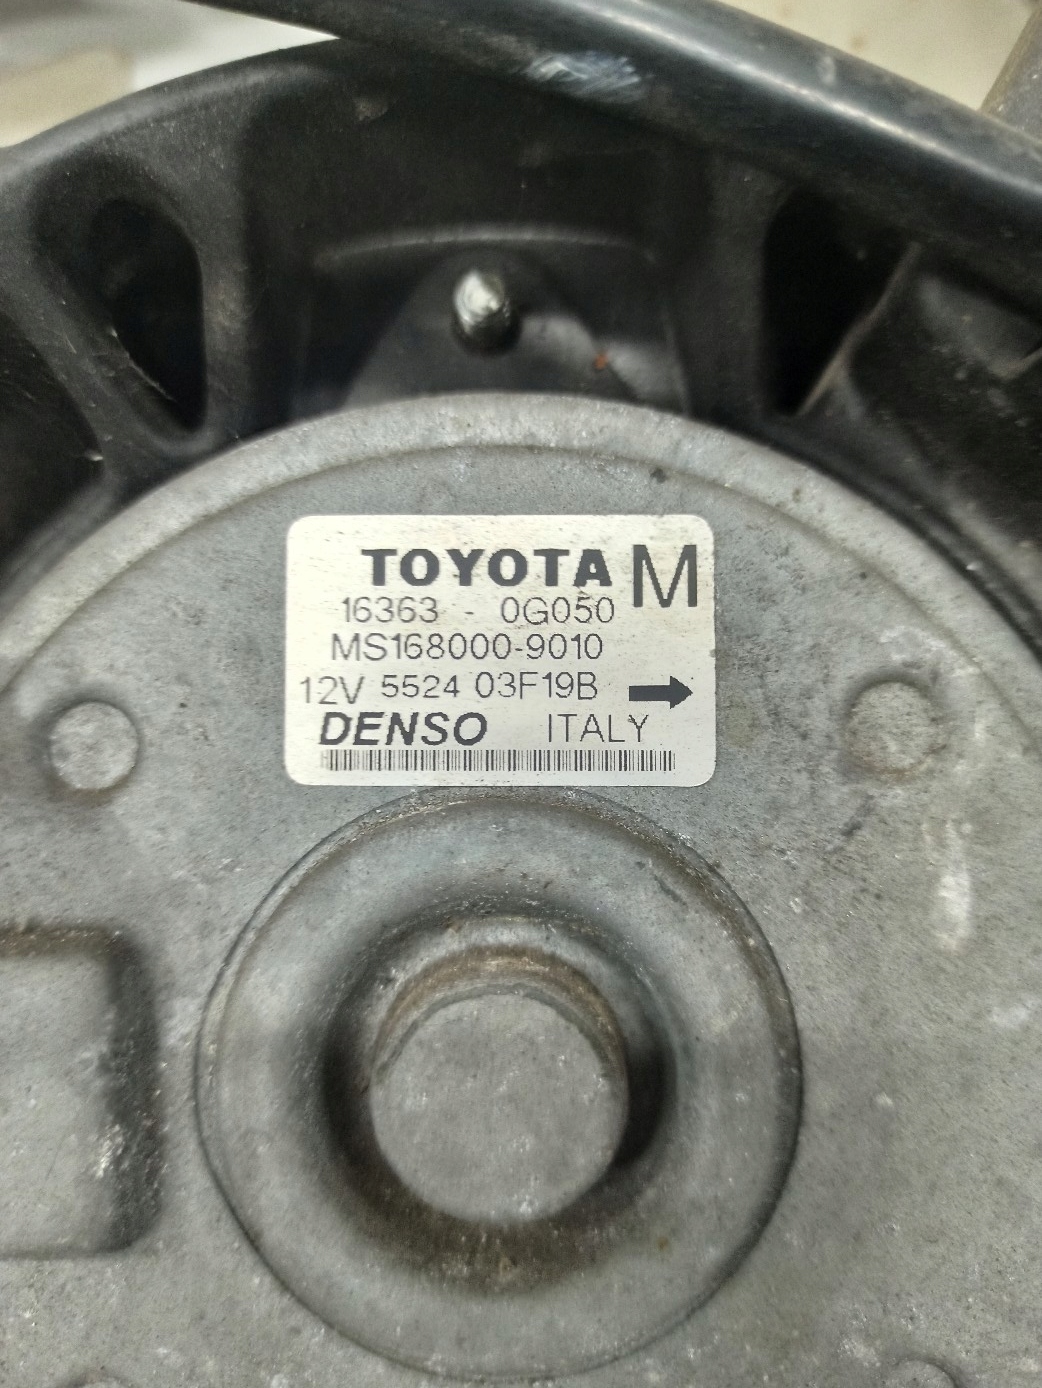 TOYOTA M
16363 - 0G050
MS168000-9010
12V 5524 03F19B
DENSO ITALY